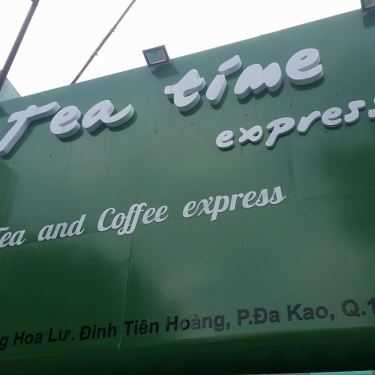 Tea time
express
Tea and Coffee express
g Hoa Lư. Đinh Tiên Hoàng, P.Đa Kao, Q.1